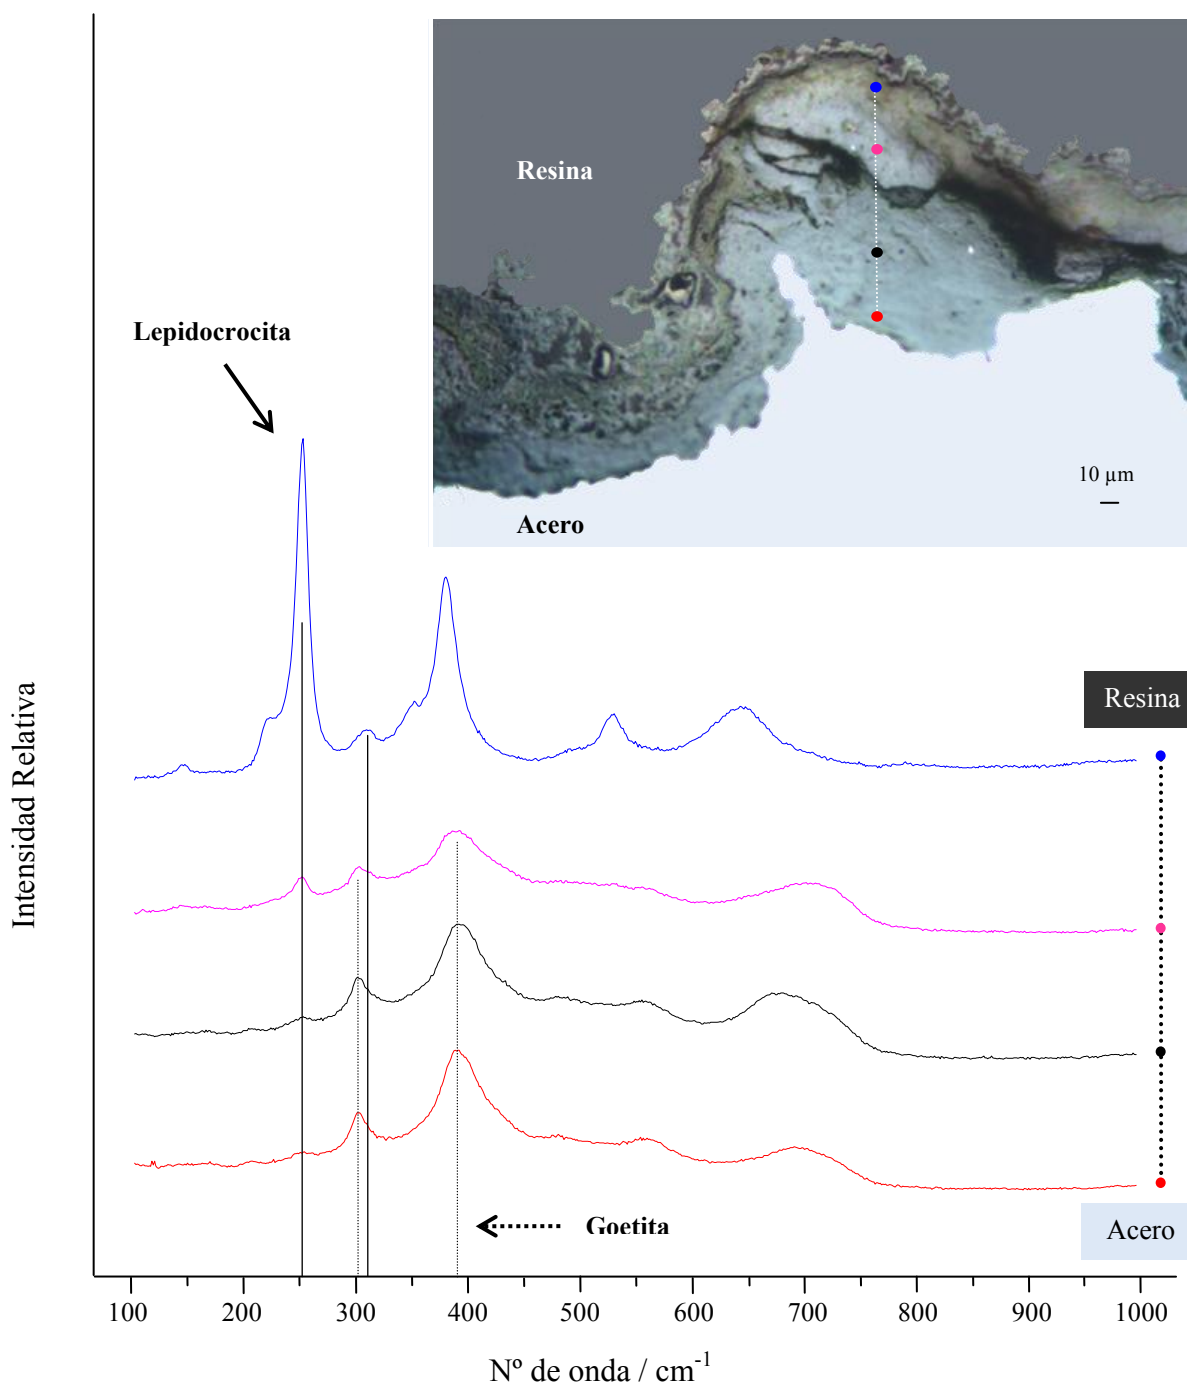 Resina
Lepidocrocita
10 µm
Acero
Intensidad Relativa
Resina
Goetita
Acero
100 200 300 400 500 600 700 800 900 1000
Nº de onda / cm-1